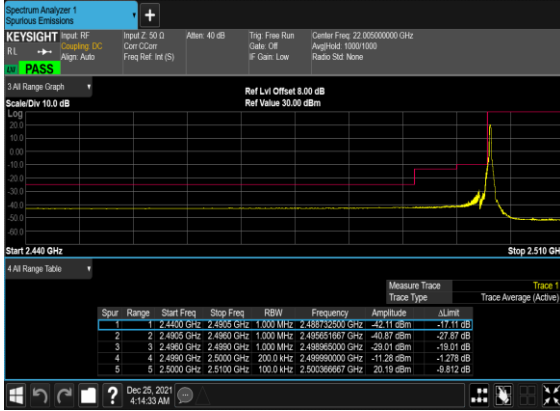 Spectrum Analyzer 1
Spurious Emissions
KEYSIGHT Input: RF Input Z: 50 Ω Atten: 40 dB Trig: Free Run Center Freq: 22.005000000 GHz
RL Coupling: DC Corr CCorr Gate: Off Avg|Hold: 1000/1000
Align: Auto Freq Ref: Int (S) IF Gain: Low Radio Std: None
PASS
3 All Range Graph
Ref Lvl Offset 8.00 dB
Scale/Div 10.0 dB Ref Value 30.00 dBm
Log
20.0
10.0
0.00
-10.0
-20.0
-30.0
-40.0
-50.0
-60.0
Start 2.440 GHz Stop 2.510 GH
4 All Range Table
Measure Trace Trace 1
Trace Type Trace Average (Active)
Spur Range Start Freq Stop Freq RBW Frequency Amplitude ΔLimit
1 1 2.4400 GHz 2.4905 GHz 1.000 MHz 2.488732500 GHz -42.11 dBm -17.11 dB
2 2 2.4905 GHz 2.4960 GHz 1.000 MHz 2.495651667 GHz -40.87 dBm -27.87 dB
3 3 2.4960 GHz 2.4990 GHz 1.000 MHz 2.498965000 GHz -29.01 dBm -19.01 dB
4 4 2.4990 GHz 2.5000 GHz 200.0 kHz 2.499990000 GHz -11.28 dBm -1.278 dB
5 5 2.5000 GHz 2.5100 GHz 100.0 kHz 2.500366667 GHz 20.19 dBm -9.812 dB
Dec 25, 2021
4:14:33 AM